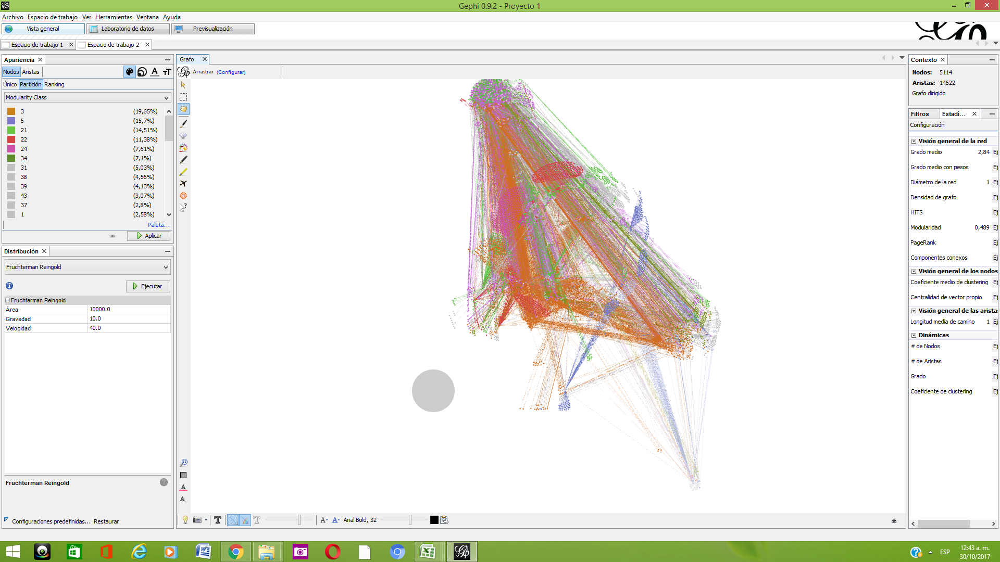 Gephi 0.9.2 - Proyecto 1
Archivo Espacio de trabajo Ver Herramientas Ventana Ayuda
Vista general Laboratorio de datos Previsualización
Espacio de trabajo 1 Espacio de trabajo 2
Apariencia
Nodos Aristas
Único Partición Ranking
Modularity Class
3 (19,65%)
5 (15,7%)
21 (14,51%)
22 (11,38%)
24 (7,61%)
34 (7,1%)
31 (5,03%)
38 (4,56%)
39 (4,13%)
43 (3,07%)
37 (2,8%)
1 (2,58%)
Paleta...
Aplicar
Distribución
Fruchterman Reingold
Ejecutar
Fruchterman Reingold
Área 10000.0
Gravedad 10.0
Velocidad 40.0
Fruchterman Reingold
Configuraciones predefinidas... Restaurar
Grafo
Arrastrar (Configurar)
Arial Bold, 32
Contexto
Nodos: 5114
Aristas: 14522
Grafo dirigido
Filtros Estadí...
Configuración
Visión general de la red
Grado medio 2,84 Ej
Grado medio con pesos Ej
Diámetro de la red 1 Ej
Densidad de grafo Ej
HITS Ej
Modularidad 0,489 Ej
PageRank Ej
Componentes conexos Ej
Visión general de los nodos
Coeficiente medio de clustering Ej
Centralidad de vector propio Ej
Visión general de las arista
Longitud media de camino 1 Ej
Dinámicas
# de Nodos Ej
# de Aristas Ej
Grado Ej
Coeficiente de clustering Ej
ESP
12:43 a. m.
30/10/2017